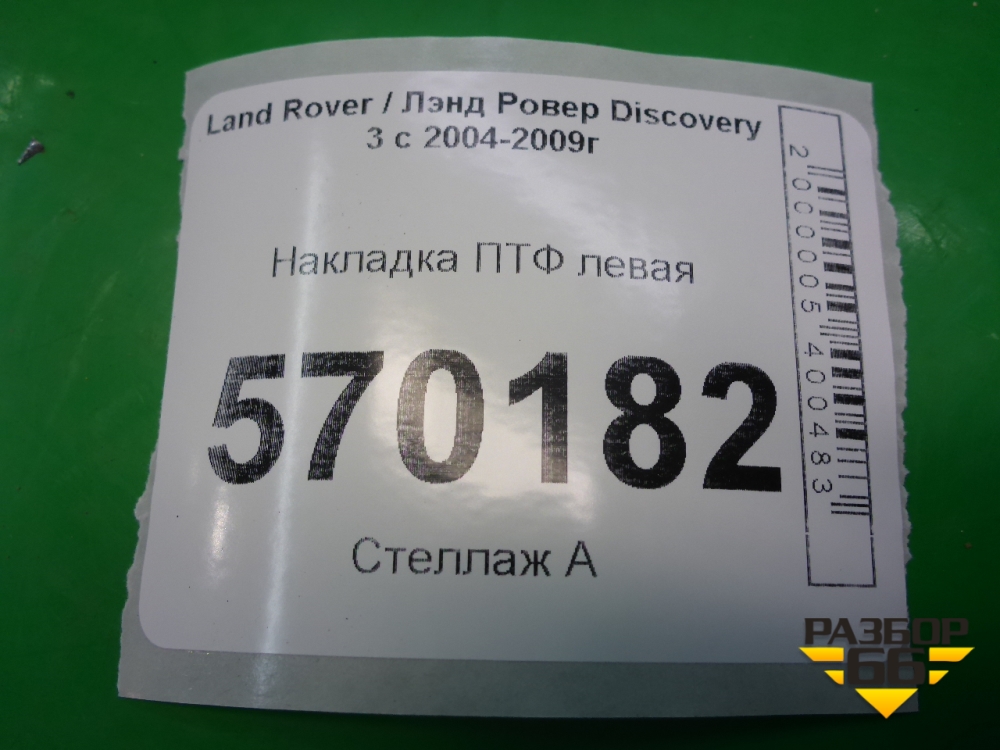 Land Rover / Лэнд Ровер Discovery
3 с 2004-2009г
Накладка ПТФ левая
570182
Стеллаж А
2000005400483
РАЗБОР
66